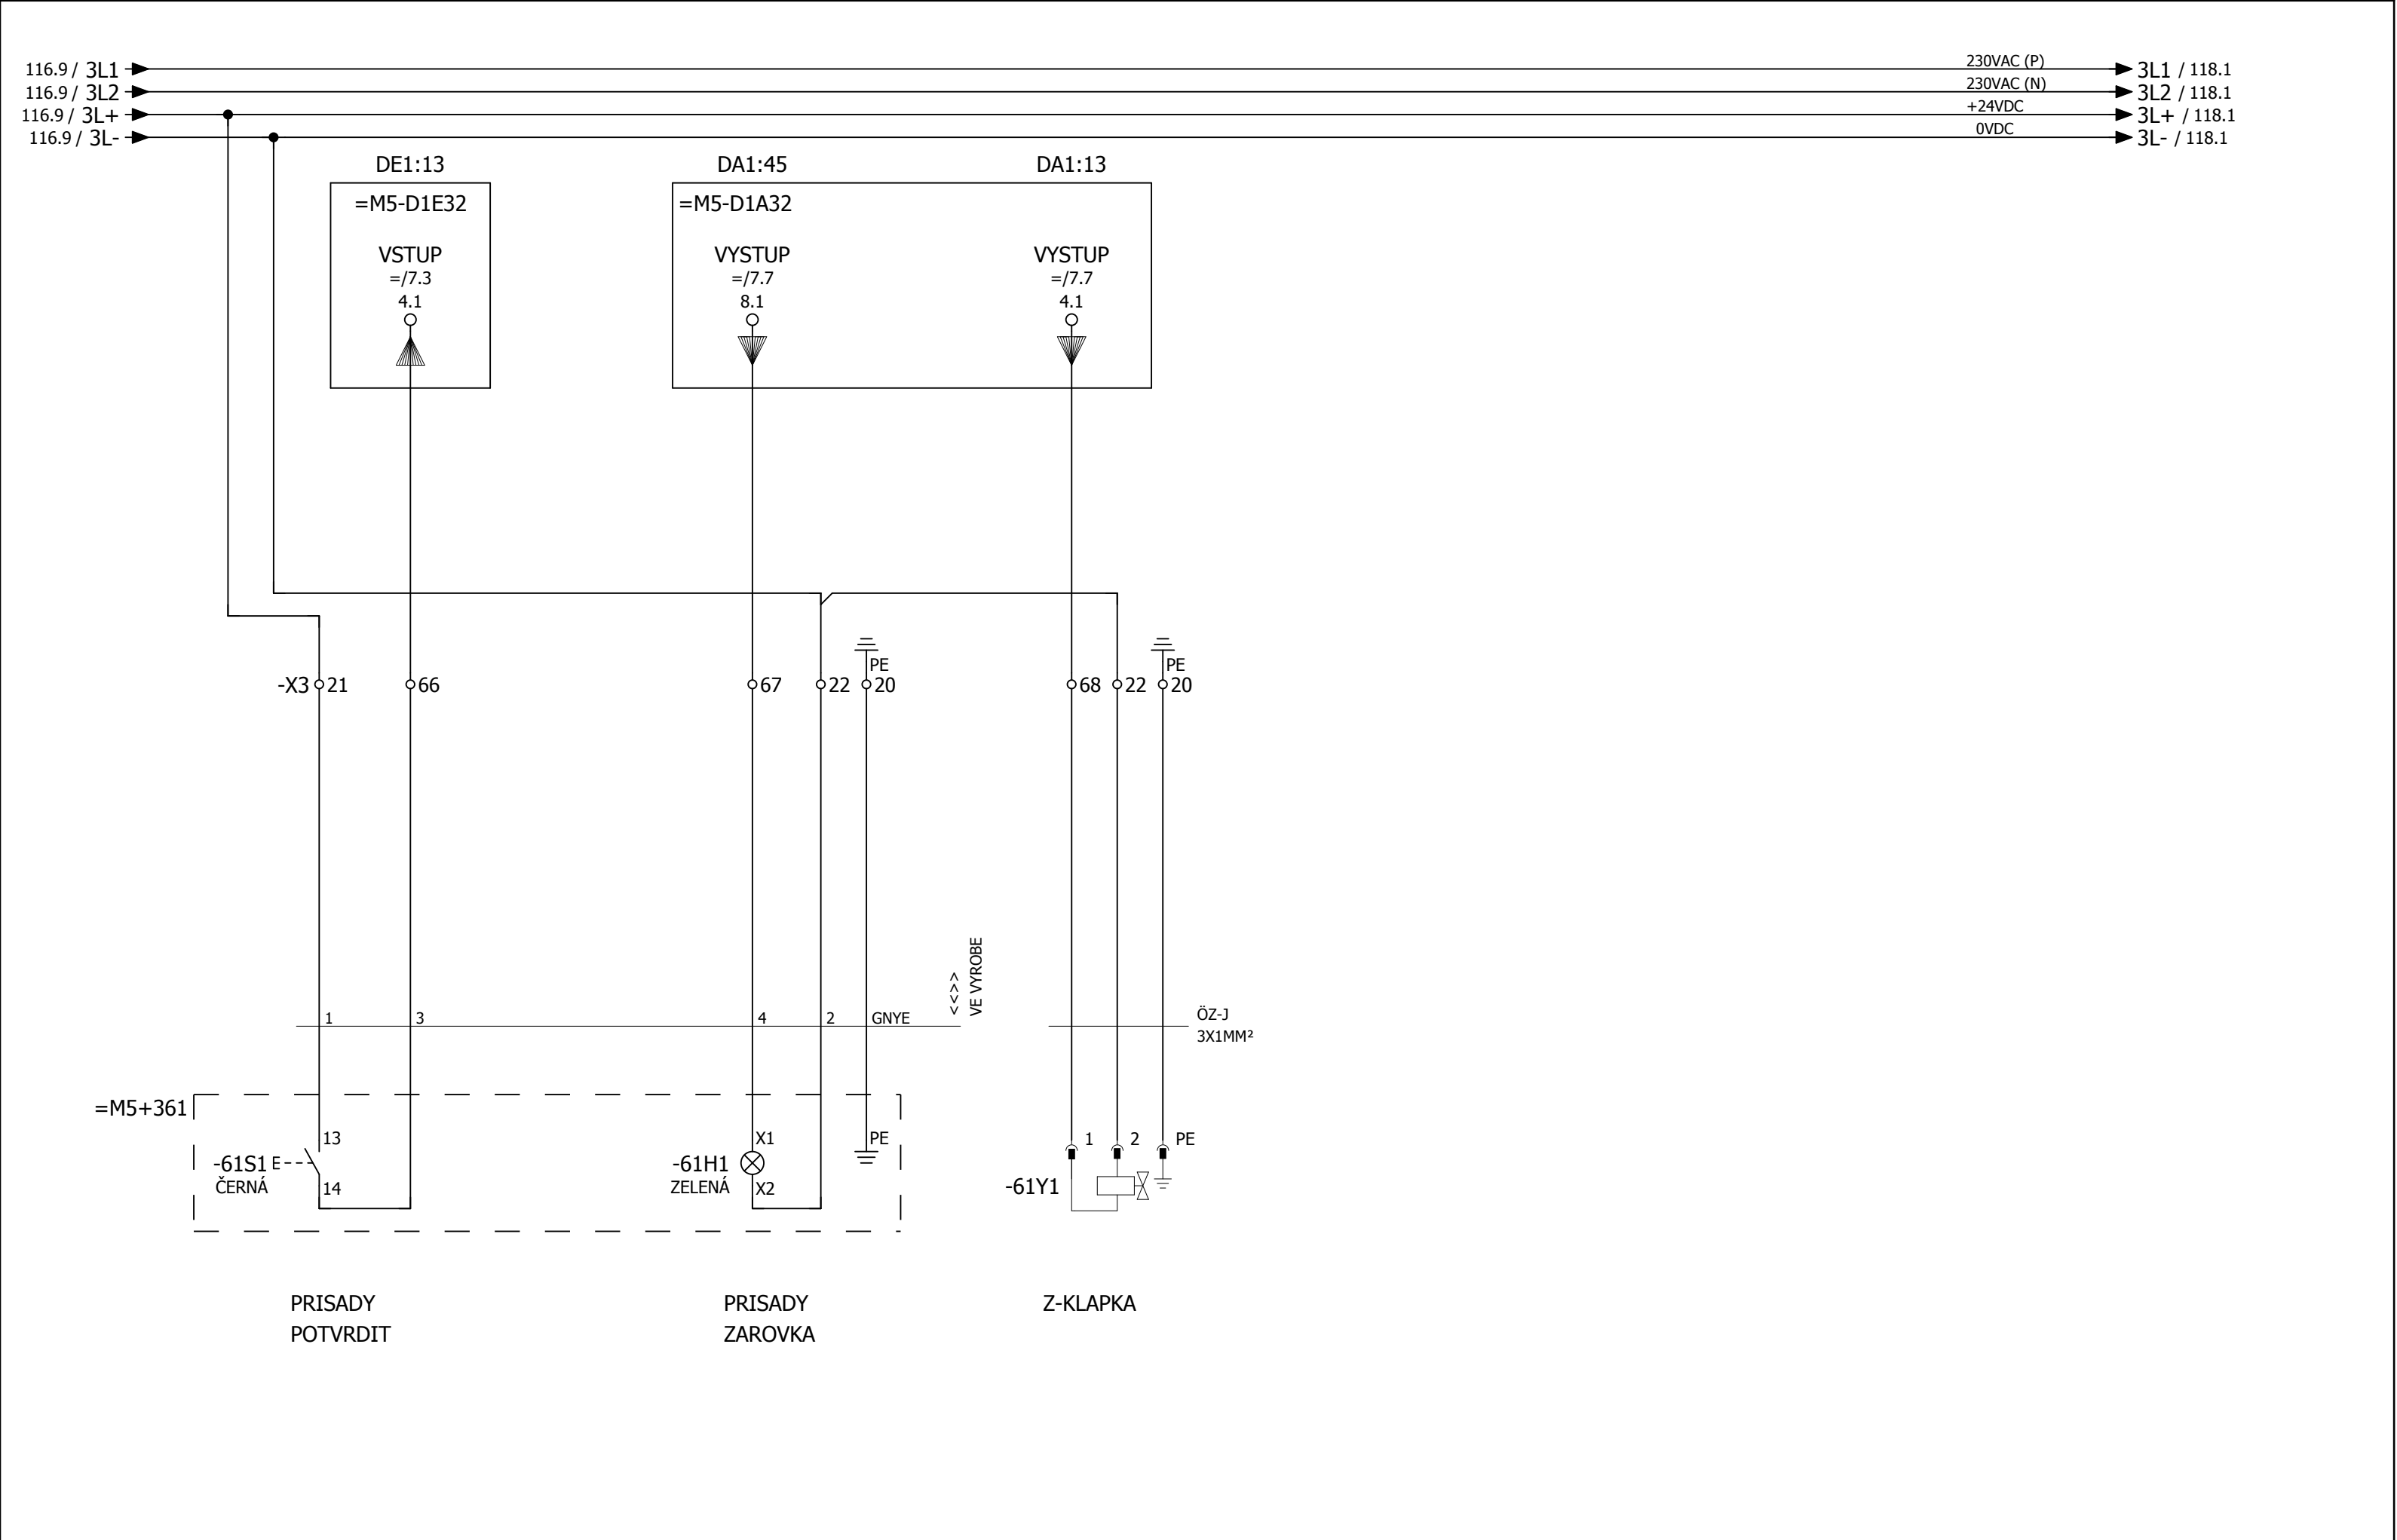 116.9 / 3L1
230VAC (P)
3L1 / 118.1
116.9 / 3L2
230VAC (N)
3L2 / 118.1
116.9 / 3L+
+24VDC
3L+ / 118.1
116.9 / 3L-
0VDC
3L- / 118.1
DE1:13
DA1:45
DA1:13
=M5-D1E32
=M5-D1A32
VSTUP
=/7.3
4.1
VYSTUP
=/7.7
8.1
VYSTUP
=/7.7
4.1
PE
PE
-X3 21
66
67
22
20
68
22
20
<<>>
VE VYROBE
1
3
4
2
GNYE
ÖZ-J
3X1MM²
=M5+361
13
-61S1
ČERNÁ
14
X1
-61H1
ZELENÁ
X2
PE
1
2
PE
-61Y1
PRISADY
POTVRDIT
PRISADY
ZAROVKA
Z-KLAPKA